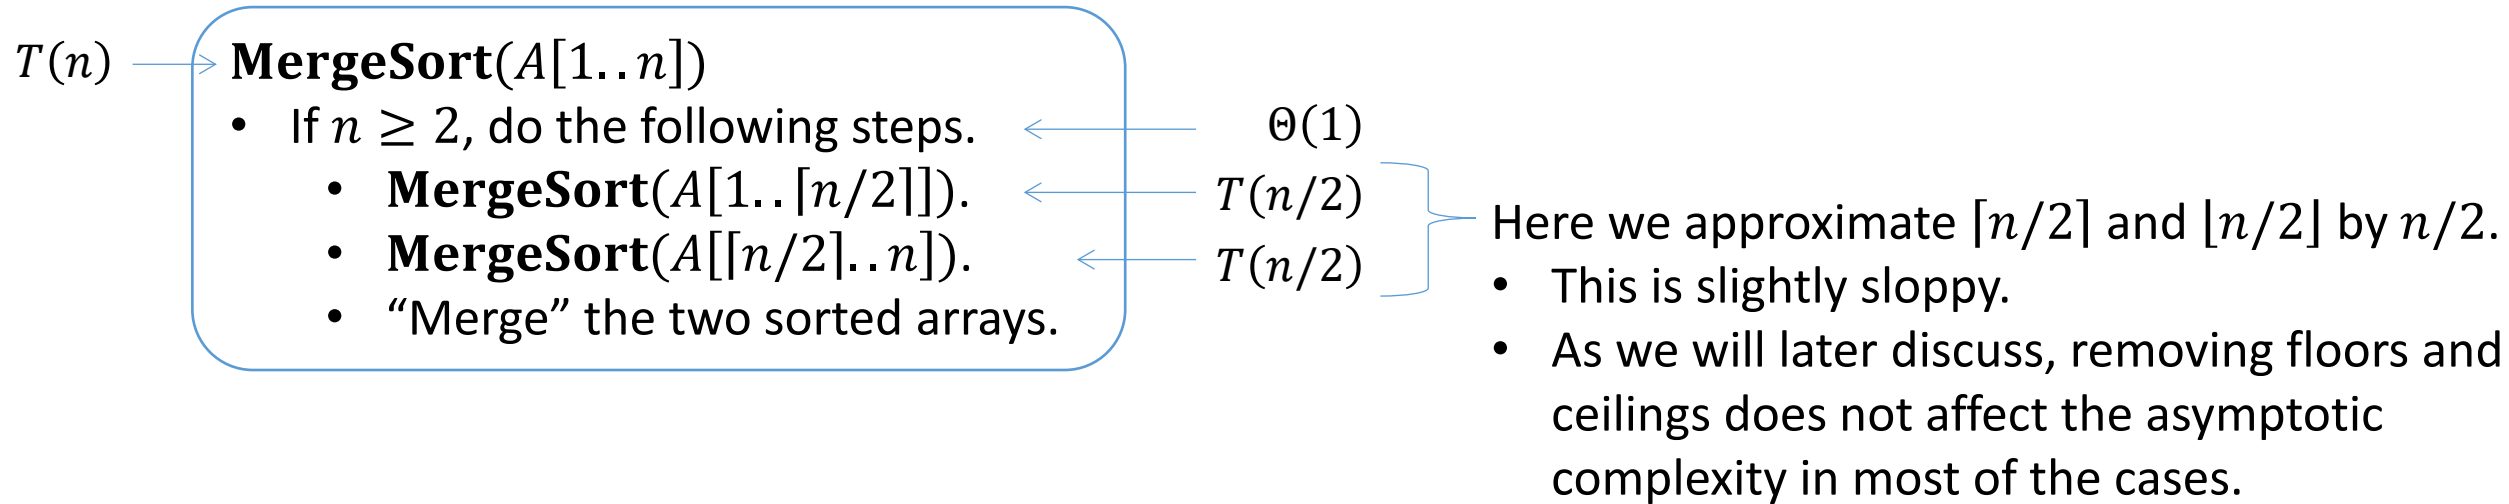 T(n)
MergeSort(A[1..n])
• If n ≥ 2, do the following steps.
Θ(1)
• MergeSort(A[1..⌈n/2⌉]).
T(n/2)
• MergeSort(A[⌈n/2⌉..n]).
T(n/2)
• “Merge” the two sorted arrays.
Here we approximate ⌈n/2⌉ and ⌊n/2⌋ by n/2.
• This is slightly sloppy.
• As we will later discuss, removing floors and
ceilings does not affect the asymptotic
complexity in most of the cases.